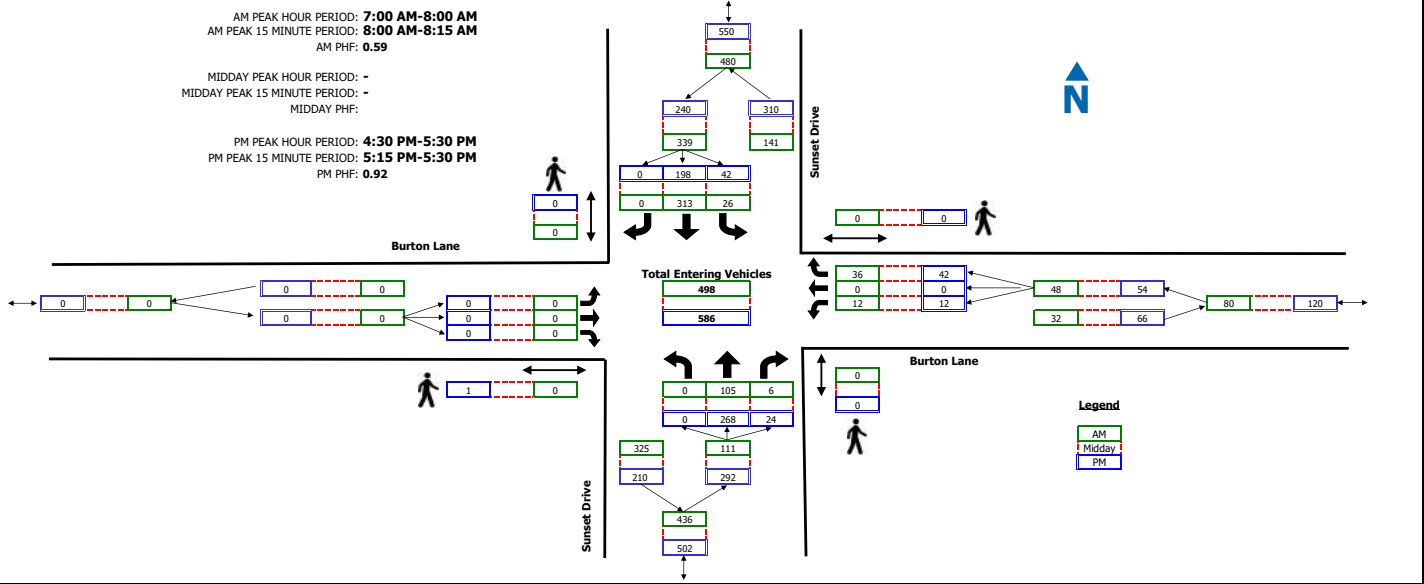 AM PEAK HOUR PERIOD: 7:00 AM-8:00 AM
AM PEAK 15 MINUTE PERIOD: 8:00 AM-8:15 AM
AM PHF: 0.59
MIDDAY PEAK HOUR PERIOD: -
MIDDAY PEAK 15 MINUTE PERIOD: -
MIDDAY PHF:
PM PEAK HOUR PERIOD: 4:30 PM-5:30 PM
PM PEAK 15 MINUTE PERIOD: 5:15 PM-5:30 PM
PM PHF: 0.92
550
480
240 310
339 141
0 198 42
0 313 26
Sunset Drive
N
0
0
0 0
Burton Lane
Total Entering Vehicles
498
586
0 0
0 0
0 0
0 0
0 0
0 0
36 42
0 0
12 12
48 54
32 66
80 120
Burton Lane
1 0
0 105 6
0 268 24
325 111
210 292
436
502
Sunset Drive
0
0
Legend
AM
Midday
PM